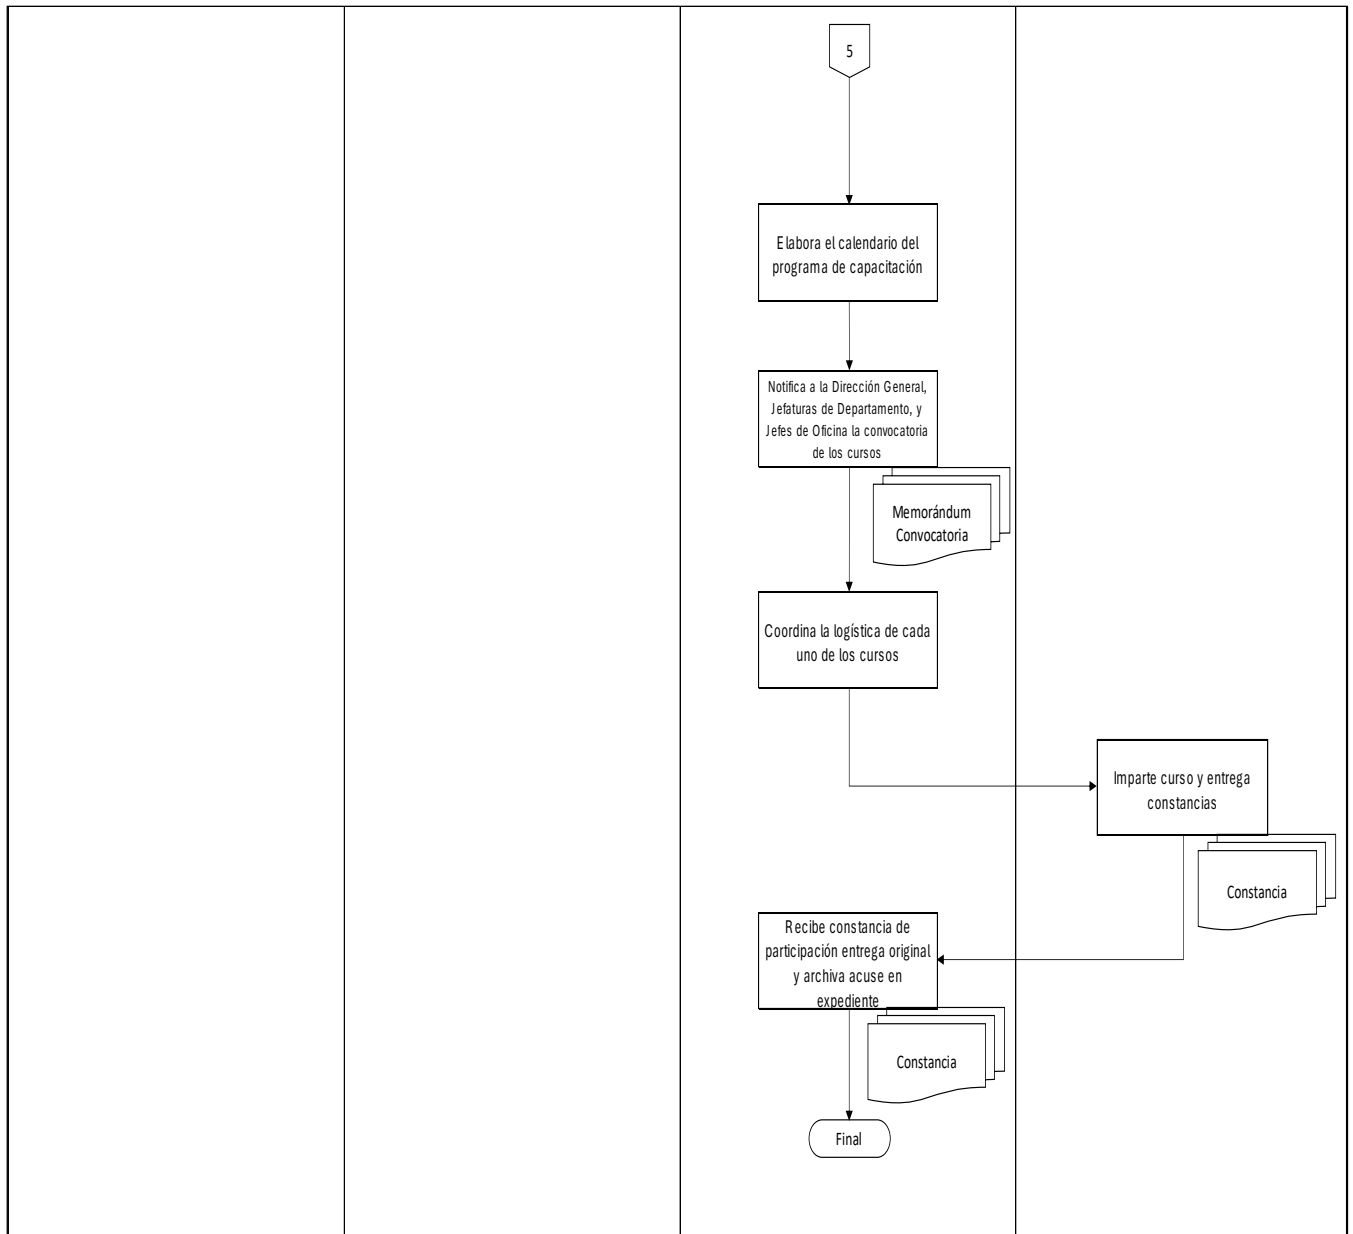 5
Elabora el calendario del
programa de capacitación
Notifica a la Dirección General,
Jefaturas de Departamento, y
Jefes de Oficina la convocatoria
de los cursos
Memorándum
Convocatoria
Coordina la logística de cada
uno de los cursos
Imparte curso y entrega
constancias
Constancia
Recibe constancia de
participación entrega original
y archiva acuse en
expediente
Constancia
Final